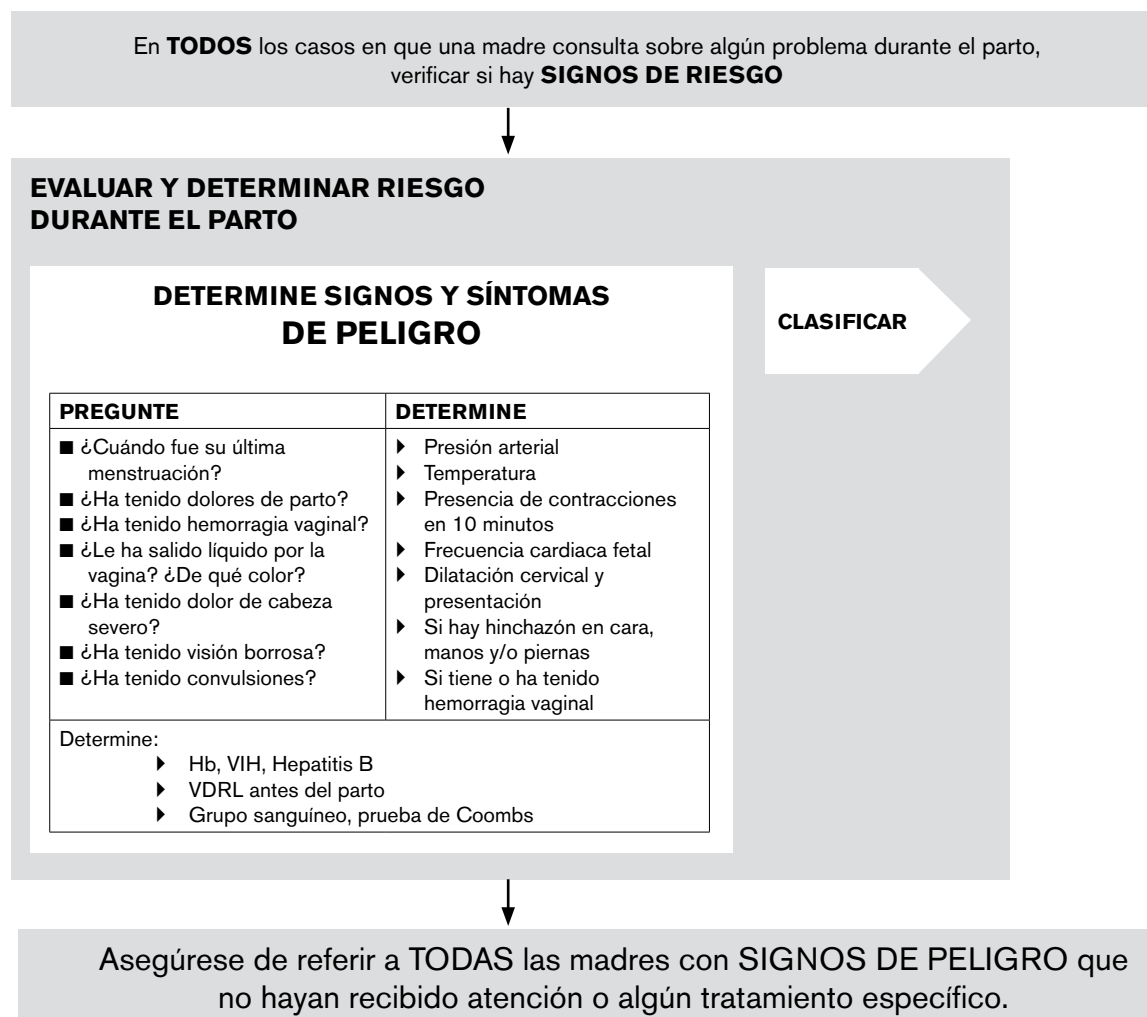 En TODOS los casos en que una madre consulta sobre algún problema durante el parto,
verificar si hay SIGNOS DE RIESGO
EVALUAR Y DETERMINAR RIESGO
DURANTE EL PARTO
DETERMINE SIGNOS Y SÍNTOMAS
DE PELIGRO
CLASIFICAR
PREGUNTE
■ ¿Cuándo fue su última
menstruación?
■ ¿Ha tenido dolores de parto?
■ ¿Ha tenido hemorragia vaginal?
■ ¿Le ha salido líquido por la
vagina? ¿De qué color?
■ ¿Ha tenido dolor de cabeza
severo?
■ ¿Ha tenido visión borrosa?
■ ¿Ha tenido convulsiones?
DETERMINE
▶ Presión arterial
▶ Temperatura
▶ Presencia de contracciones
en 10 minutos
▶ Frecuencia cardiaca fetal
▶ Dilatación cervical y
presentación
▶ Si hay hinchazón en cara,
manos y/o piernas
▶ Si tiene o ha tenido
hemorragia vaginal
Determine:
▶ Hb, VIH, Hepatitis B
▶ VDRL antes del parto
▶ Grupo sanguíneo, prueba de Coombs
Asegúrese de referir a TODAS las madres con SIGNOS DE PELIGRO que
no hayan recibido atención o algún tratamiento específico.